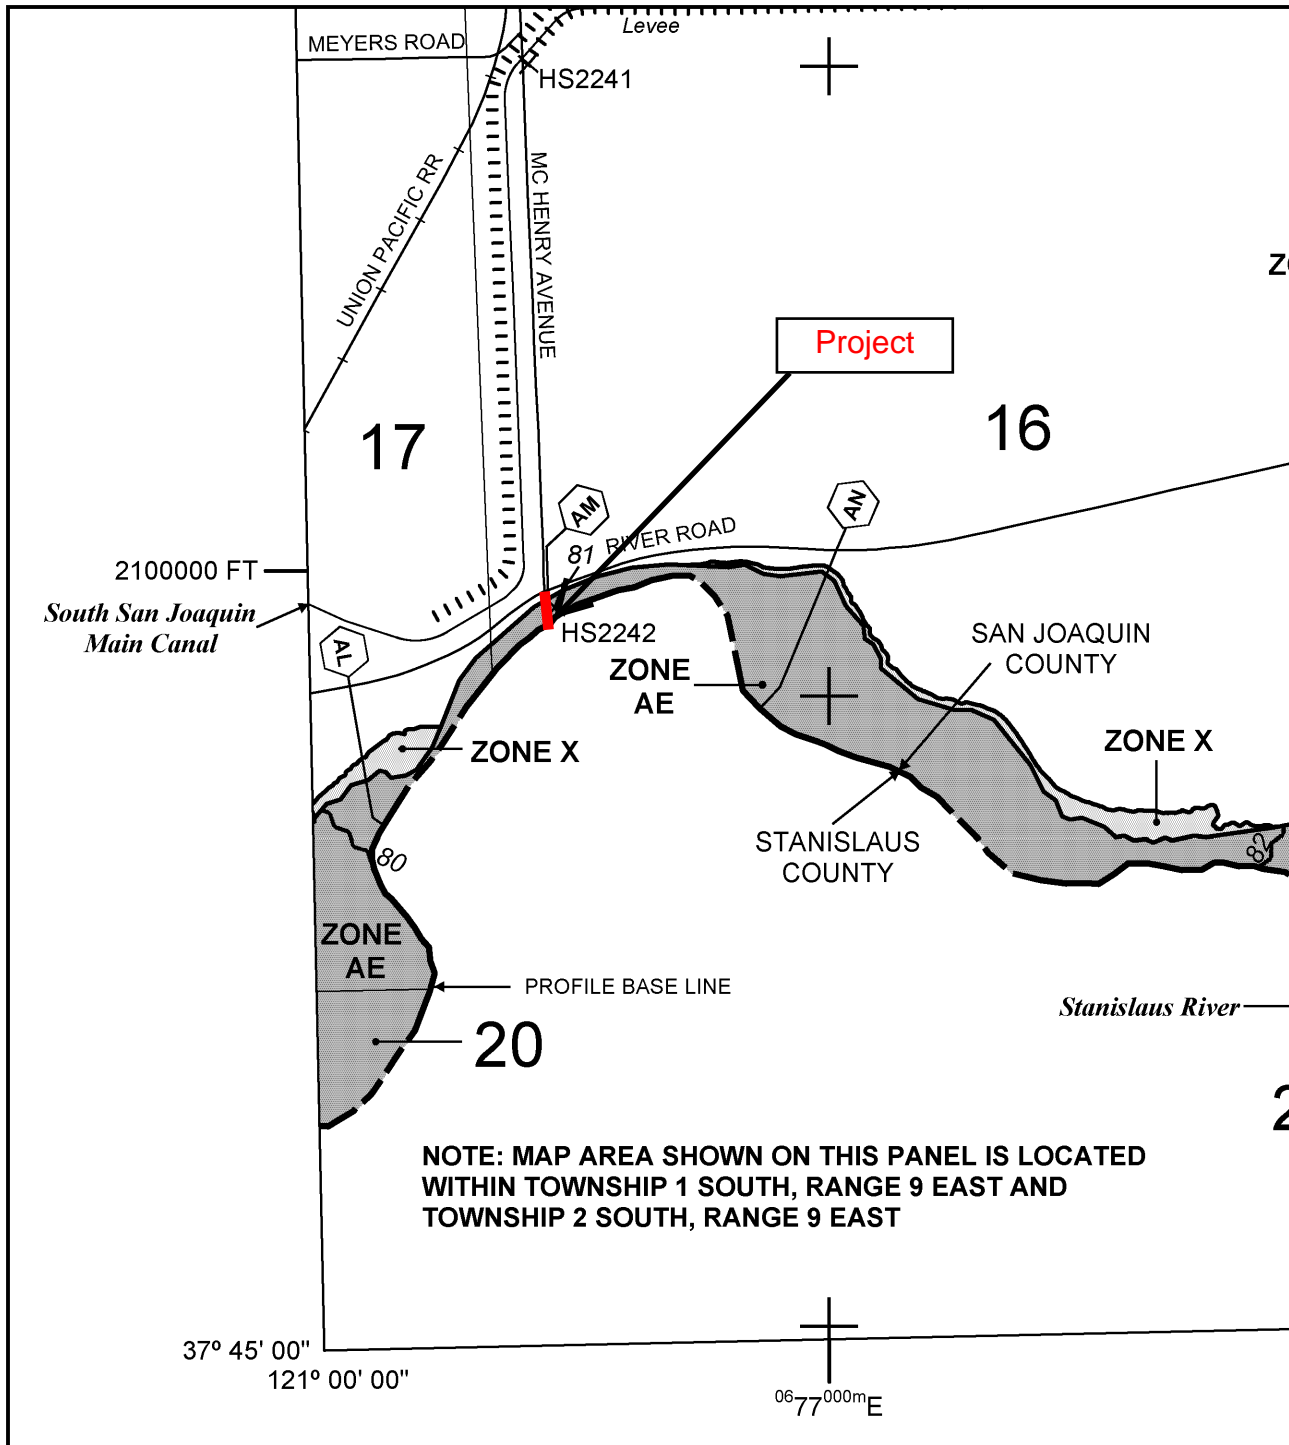 Levee
MEYERS ROAD
HS2241
UNION PACIFIC RR
MC HENRY AVENUE
Project
17
16
AM
AN
81
RIVER ROAD
2100000 FT
South San Joaquin
Main Canal
AL
HS2242
ZONE
AE
SAN JOAQUIN
COUNTY
ZONE X
ZONE X
STANISLAUS
COUNTY
82
80
ZONE
AE
PROFILE BASE LINE
Stanislaus River
20
NOTE: MAP AREA SHOWN ON THIS PANEL IS LOCATED
WITHIN TOWNSHIP 1 SOUTH, RANGE 9 EAST AND
TOWNSHIP 2 SOUTH, RANGE 9 EAST
37º 45' 00"
121º 00' 00"
0677000mE